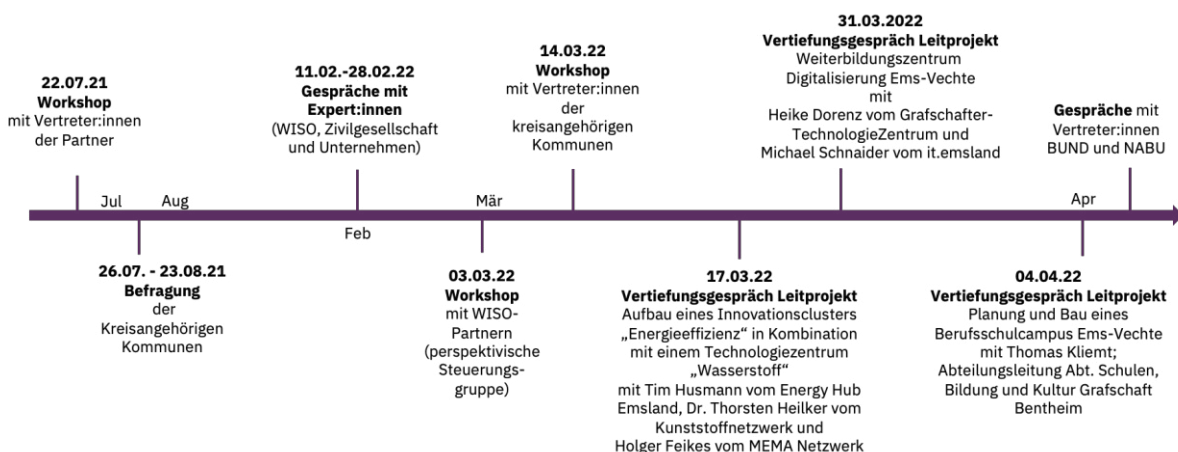 22.07.21
Workshop
mit Vertreter:innen
der Partner
11.02.-28.02.22
Gespräche mit
Expert:innen
(WISO, Zivilgesellschaft
und Unternehmen)
14.03.22
Workshop
mit Vertreter:innen
der
kreisangehörigen
Kommunen
31.03.2022
Vertiefungsgespräch Leitprojekt
Weiterbildungszentrum
Digitalisierung Ems-Vechte
mit
Heike Dorenz vom Grafschafter-
TechnologieZentrum und
Michael Schnaider vom it.emsland
Gespräche mit
Vertreter:innen
BUND und NABU
Jul
Aug
Feb
Mär
Apr
26.07. - 23.08.21
Befragung
der
Kreisangehörigen
Kommunen
03.03.22
Workshop
mit WISO-
Partnern
(perspektivische
Steuerungs-
gruppe)
17.03.22
Vertiefungsgespräch Leitprojekt
Aufbau eines Innovationsclusters
„Energieeffizienz“ in Kombination
mit einem Technologiezentrum
„Wasserstoff“
mit Tim Husmann vom Energy Hub
Emsland, Dr. Thorsten Heilker vom
Kunststoffnetzwerk und
Holger Feikes vom MEMA Netzwerk
04.04.22
Vertiefungsgespräch Leitprojekt
Planung und Bau eines
Berufsschulcampus Ems-Vechte
mit Thomas Kliemt;
Abteilungsleitung Abt. Schulen,
Bildung und Kultur Grafschaft
Bentheim